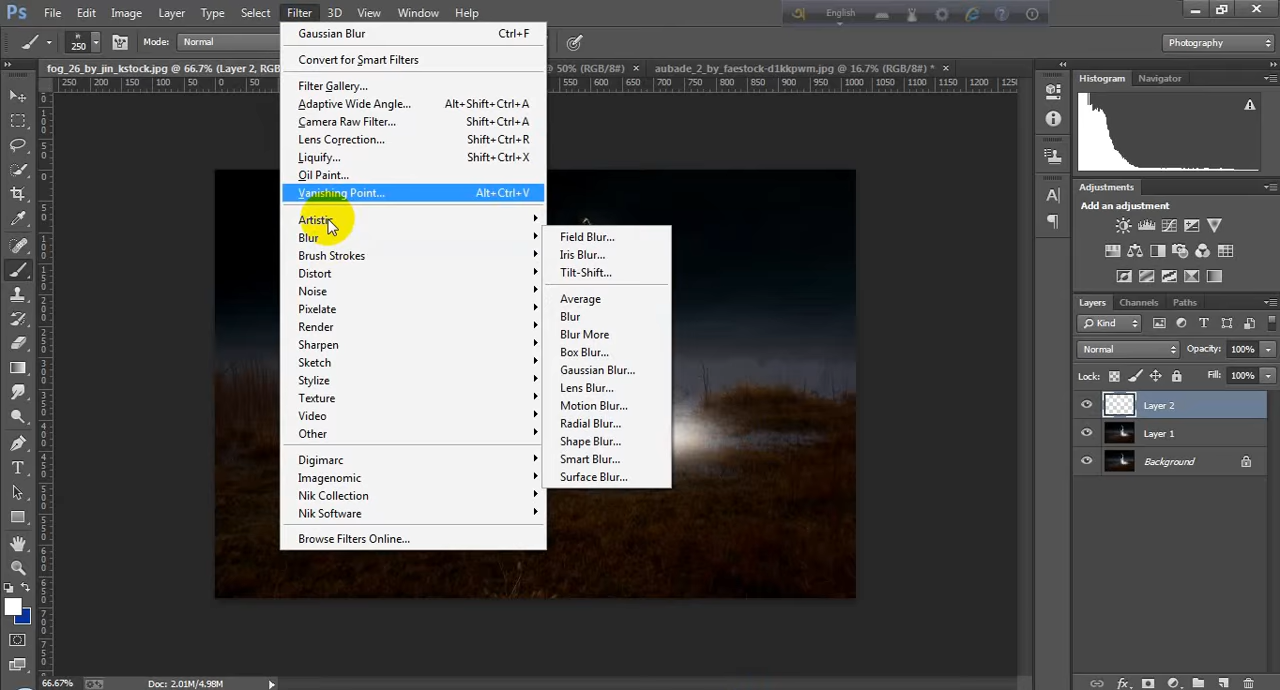 Ps File Edit Image Layer Type Select Filter 3D View Window Help
English
250 Mode: Normal
Photography
fog_26_by_jin_kstock.jpg @ 66.7% (Layer 2, RGB
@ 50% (RGB/8#) × aubade_2_by_faestock-d1kkpwm.jpg @ 16.7% (RGB/8#) * ×
Gaussian Blur Ctrl+F
Convert for Smart Filters
Filter Gallery...
Adaptive Wide Angle... Alt+Shift+Ctrl+A
Camera Raw Filter... Shift+Ctrl+A
Lens Correction... Shift+Ctrl+R
Liquify... Shift+Ctrl+X
Oil Paint...
Vanishing Point... Alt+Ctrl+V
Artistic
Blur
Brush Strokes
Distort
Noise
Pixelate
Render
Sharpen
Sketch
Stylize
Texture
Video
Other
Digimarc
Imagenomic
Nik Collection
Nik Software
Browse Filters Online...
Field Blur...
Iris Blur...
Tilt-Shift...
Average
Blur
Blur More
Box Blur...
Gaussian Blur...
Lens Blur...
Motion Blur...
Radial Blur...
Shape Blur...
Smart Blur...
Surface Blur...
Histogram Navigator
Adjustments
Add an adjustment
Layers Channels Paths
Kind
Normal Opacity: 100%
Lock: Fill: 100%
Layer 2
Layer 1
Background
66.67% Doc: 2.01M/4.98M